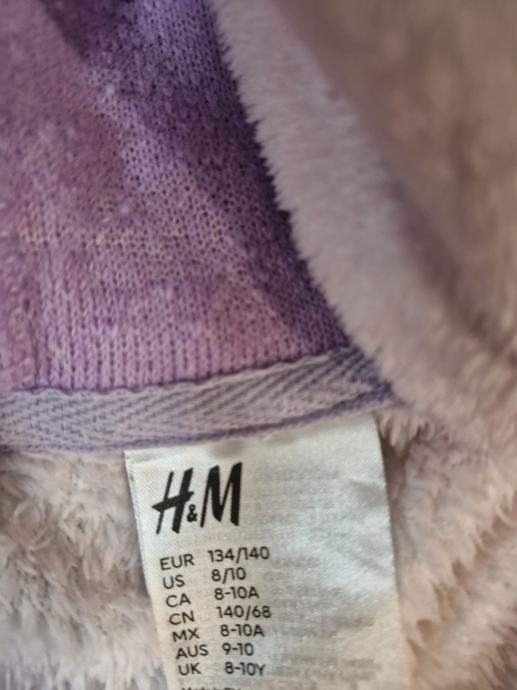 H&M
EUR 134/140
US 8/10
CA 8-10A
CN 140/68
MX 8-10A
AUS 9-10
UK 8-10Y